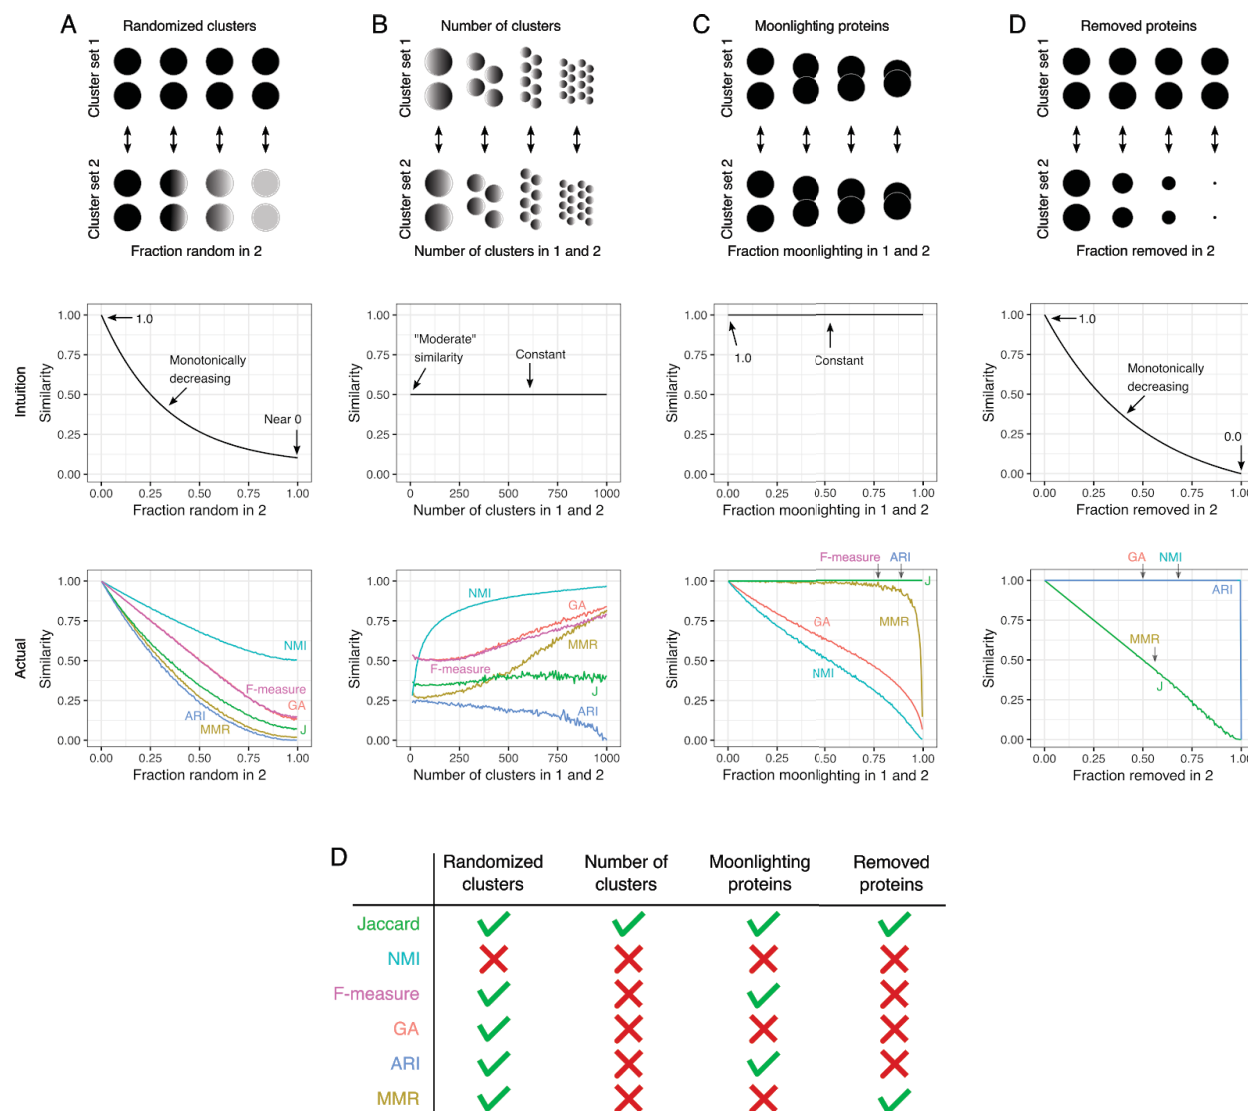 A
Randomized clusters
Cluster set 1
Cluster set 2
Fraction random in 2
B
Number of clusters
Cluster set 1
Cluster set 2
Number of clusters in 1 and 2
C
Moonlighting proteins
Cluster set 1
Cluster set 2
Fraction moonlighting in 1 and 2
D
Removed proteins
Cluster set 1
Cluster set 2
Fraction removed in 2
Intuition
Similarity
1.00
0.75
0.50
0.25
0.00
1.0
Monotonically
decreasing
Near 0
0.00 0.25 0.50 0.75 1.00
Fraction random in 2
Similarity
1.00
0.75
0.50
0.25
0.00
"Moderate"
similarity
Constant
0 250 500 750 1000
Number of clusters in 1 and 2
Similarity
1.00
0.75
0.50
0.25
0.00
1.0
Constant
0.00 0.25 0.50 0.75 1.00
Fraction moonlighting in 1 and 2
Similarity
1.00
0.75
0.50
0.25
0.00
1.0
Monotonically
decreasing
0.0
0.00 0.25 0.50 0.75 1.00
Fraction removed in 2
Actual
Similarity
1.00
0.75
0.50
0.25
0.00
NMI
F-measure
GA
ARI
J
MMR
0.00 0.25 0.50 0.75 1.00
Fraction random in 2
Similarity
1.00
0.75
0.50
0.25
0.00
NMI
GA
MMR
F-measure
J
ARI
0 250 500 750 1000
Number of clusters in 1 and 2
Similarity
1.00
0.75
0.50
0.25
0.00
F-measure ARI
J
MMR
GA
NMI
0.00 0.25 0.50 0.75 1.00
Fraction moonlighting in 1 and 2
Similarity
1.00
0.75
0.50
0.25
0.00
GA NMI
ARI
MMR
J
0.00 0.25 0.50 0.75 1.00
Fraction removed in 2
D
Randomized
clusters
Number of
clusters
Moonlighting
proteins
Removed
proteins
Jaccard
NMI
F-measure
GA
ARI
MMR